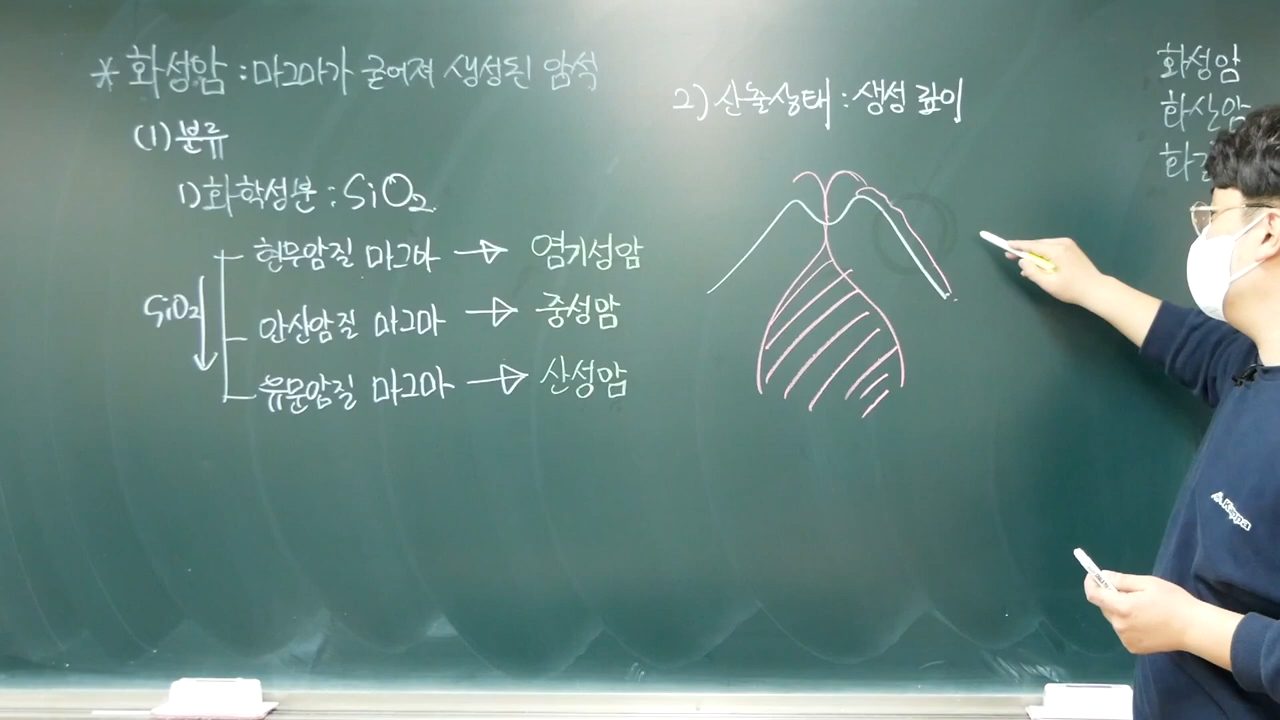 * 화성암 : 마그마가 굳어져 생성된 암석
(1) 분류
1) 화학성분 : SiO2
SiO2
현무암질 마그마 → 염기성암
안산암질 마그마 → 중성암
유문암질 마그마 → 산성암
2) 산출상태 : 생성 깊이
화성암
화산암
Kappa